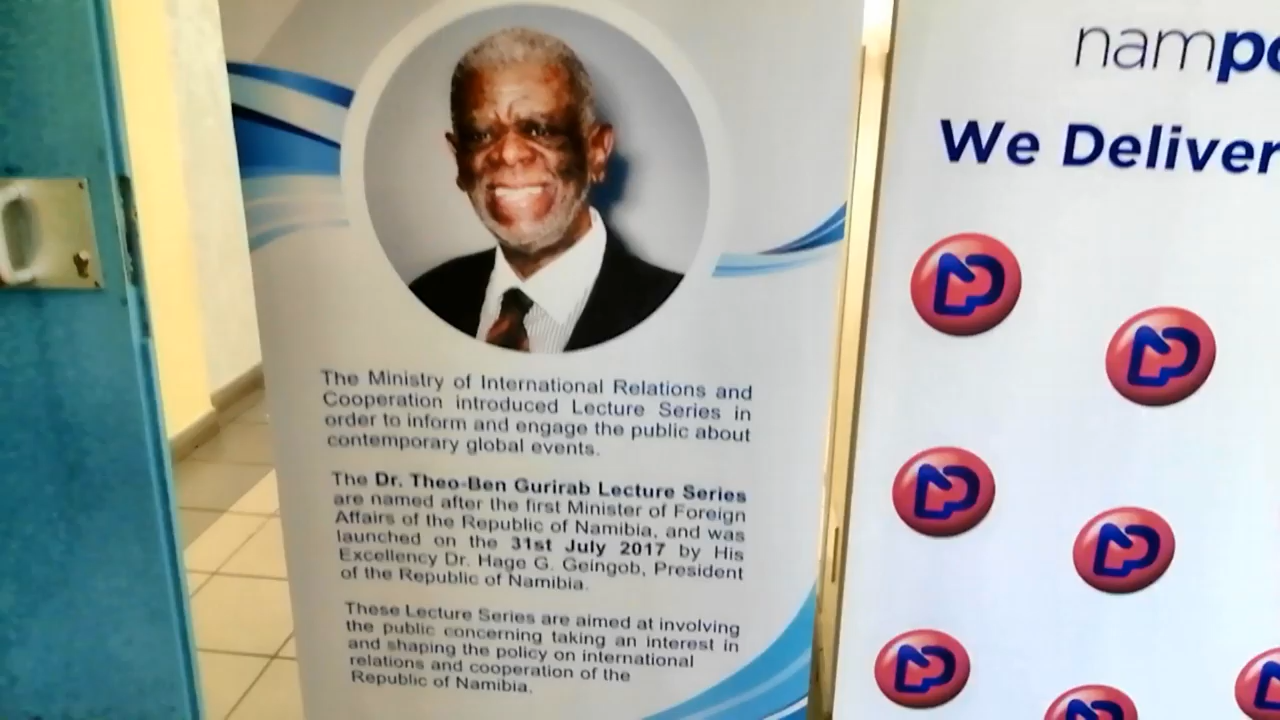 The Ministry of International Relations and
Cooperation introduced Lecture Series in
order to inform and engage the public about
contemporary global events.
The Dr. Theo-Ben Gurirab Lecture Series
are named after the first Minister of Foreign
Affairs of the Republic of Namibia, and was
launched on the 31st July 2017 by His
Excellency Dr. Hage G. Geingob, President
of the Republic of Namibia.
These Lecture Series are aimed at involving
the public concerning taking an interest in
and shaping the policy on international
relations and cooperation of the
Republic of Namibia.
nampo
We Deliver